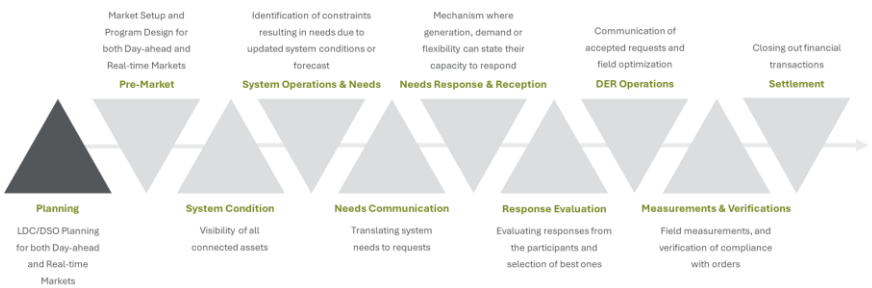 Market Setup and
Program Design for
both Day-ahead and
Real-time Markets
Pre-Market
Identification of constraints
resulting in needs due to
updated system conditions or
forecast
System Operations & Needs
Mechanism where
generation, demand or
flexibility can state their
capacity to respond
Needs Response & Reception
Communication of
accepted requests and
field optimization
DER Operations
Closing out financial
transactions
Settlement
Planning
LDC/DSO Planning
for both Day-ahead
and Real-time
Markets
System Condition
Visibility of all
connected assets
Needs Communication
Translating system
needs to requests
Response Evaluation
Evaluating responses from
the participants and
selection of best ones
Measurements & Verifications
Field measurements, and
verification of compliance
with orders